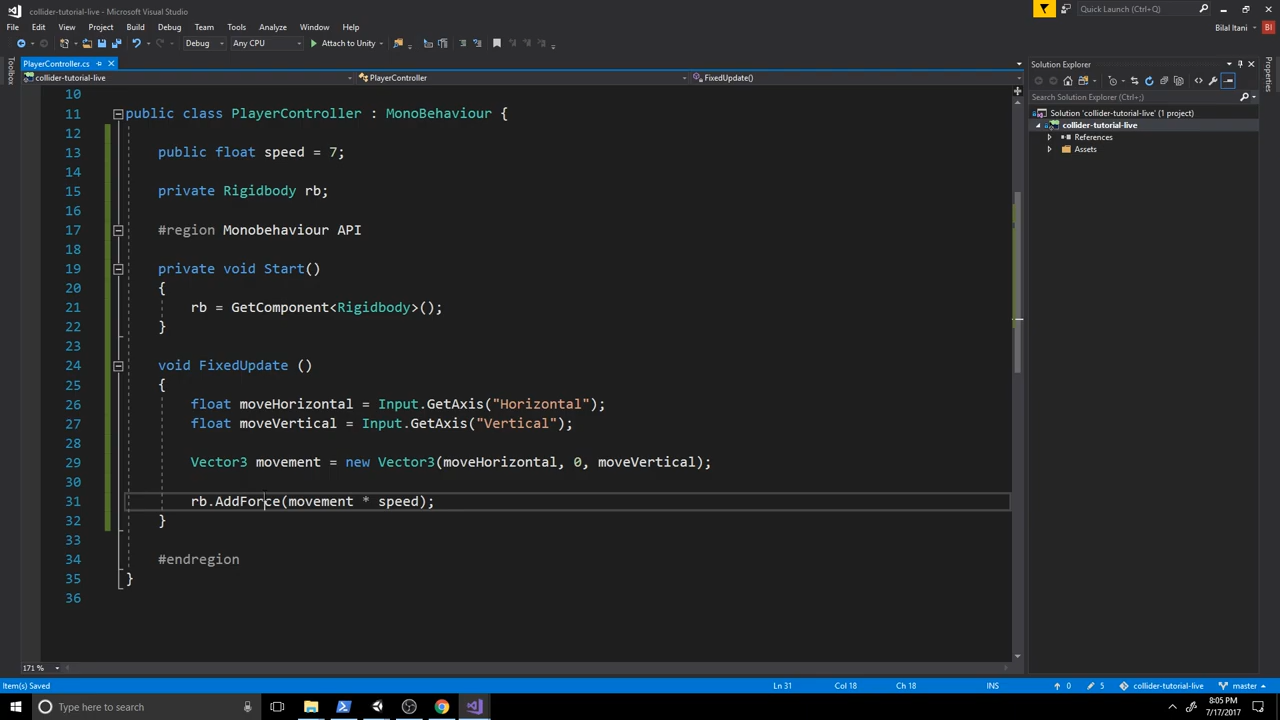 collider-tutorial-live - Microsoft Visual Studio
Quick Launch (Ctrl+Q)
File Edit View Project Build Debug Team Tools Analyze Window Help
Bilal Itani BI
Debug Any CPU Attach to Unity
Toolbox
PlayerController.cs
collider-tutorial-live PlayerController FixedUpdate()
10
11 public class PlayerController : MonoBehaviour {
12
13 public float speed = 7;
14
15 private Rigidbody rb;
16
17 #region Monobehaviour API
18
19 private void Start()
20 {
21 rb = GetComponent<Rigidbody>();
22 }
23
24 void FixedUpdate ()
25 {
26 float moveHorizontal = Input.GetAxis("Horizontal");
27 float moveVertical = Input.GetAxis("Vertical");
28
29 Vector3 movement = new Vector3(moveHorizontal, 0, moveVertical);
30
31 rb.AddForce(movement * speed);
32 }
33
34 #endregion
35 }
36
171 %
Solution Explorer
Search Solution Explorer (Ctrl+;)
Solution 'collider-tutorial-live' (1 project)
collider-tutorial-live
References
Assets
Properties
Item(s) Saved Ln 31 Col 18 Ch 18 INS 0 5 collider-tutorial-live master
Type here to search
8:05 PM
7/17/2017